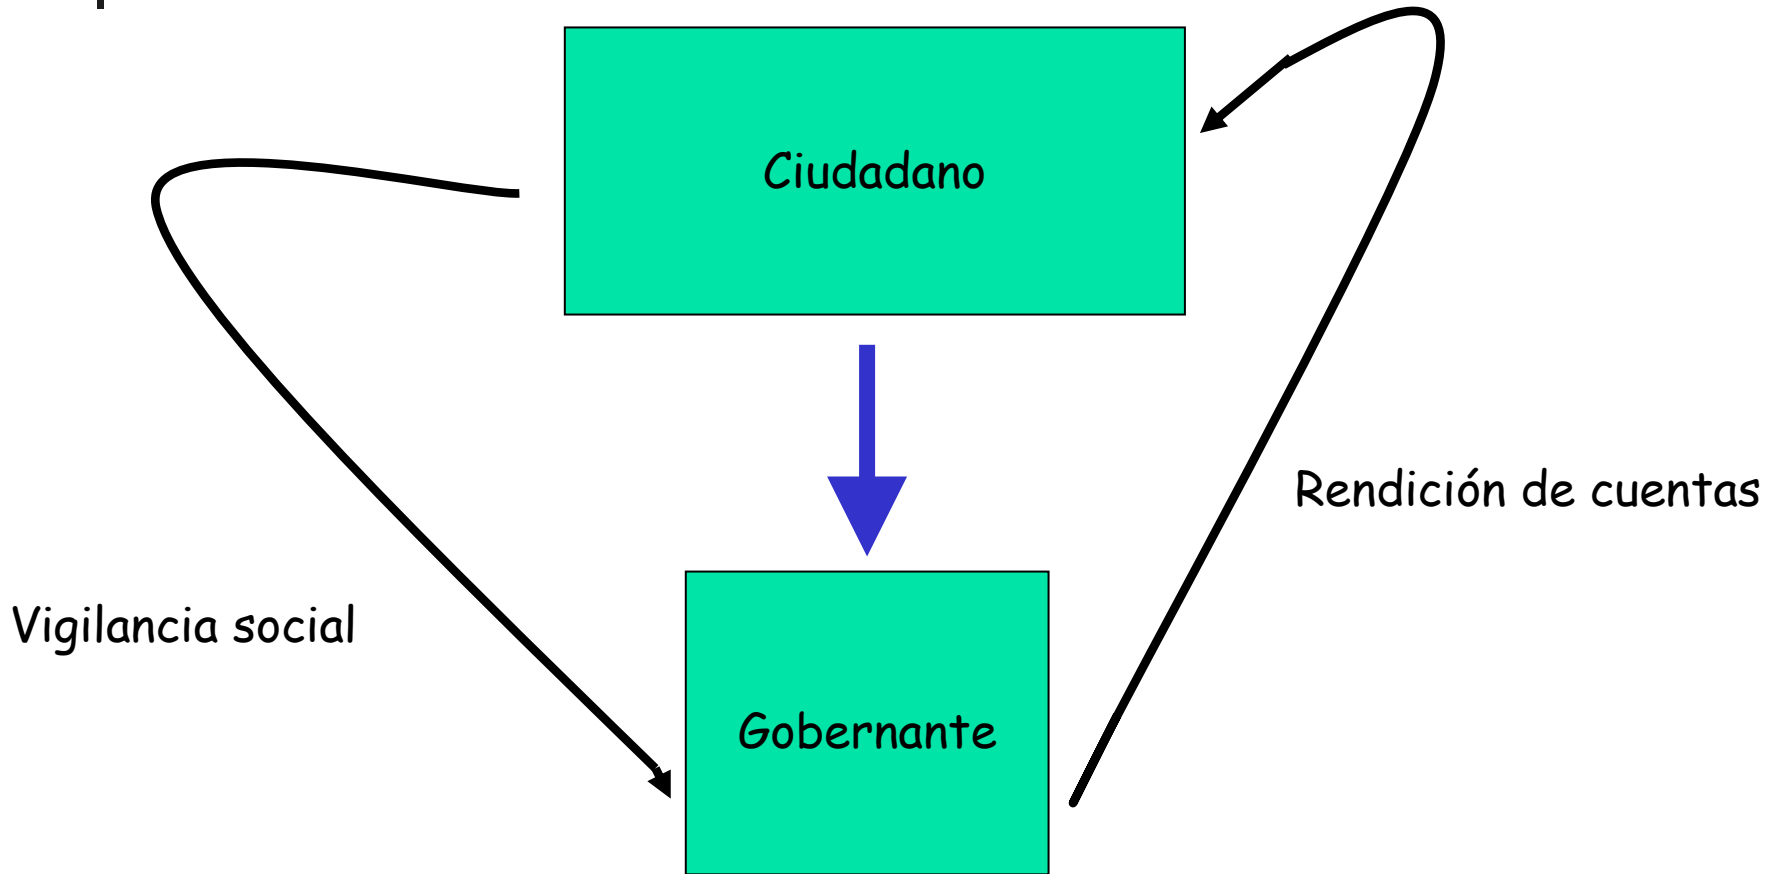 Ciudadano
Rendición de cuentas
Vigilancia social
Gobernante